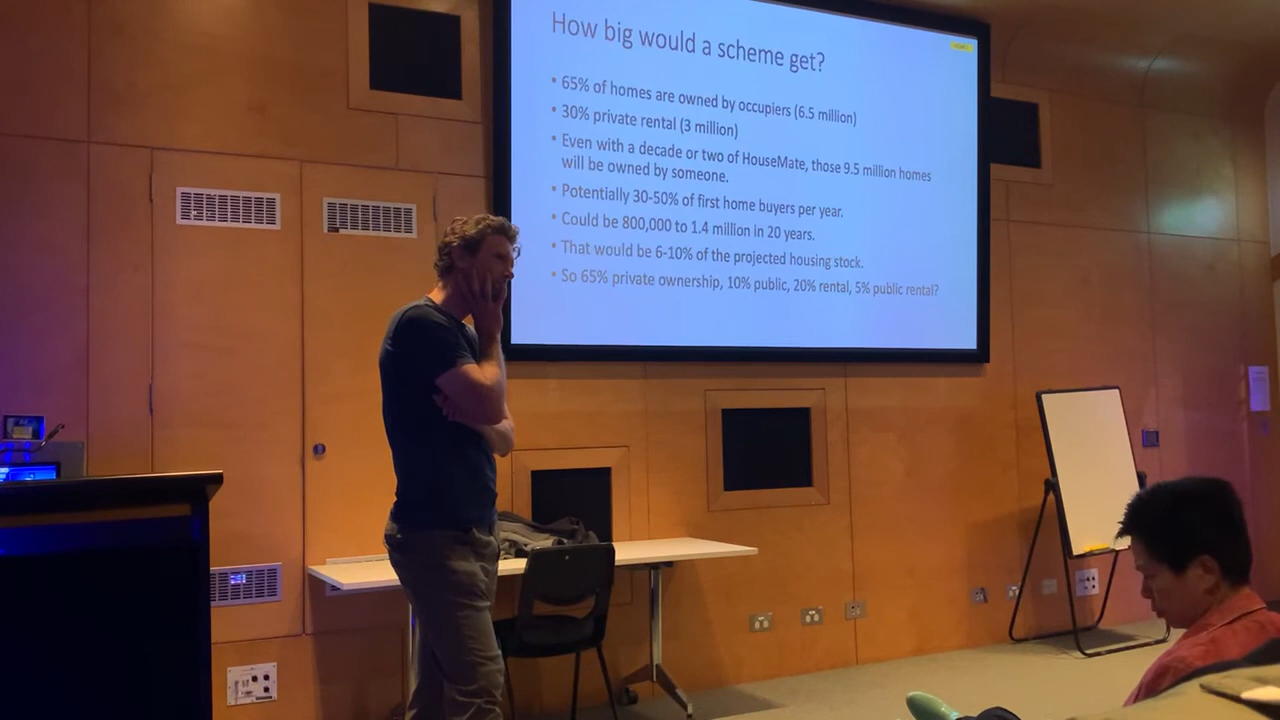 How big would a scheme get?
• 65% of homes are owned by occupiers (6.5 million)
• 30% private rental (3 million)
• Even with a decade or two of HouseMate, those 9.5 million homes
will be owned by someone.
• Potentially 30-50% of first home buyers per year.
• Could be 800,000 to 1.4 million in 20 years.
• That would be 6-10% of the projected housing stock.
• So 65% private ownership, 10% public, 20% rental, 5% public rental?